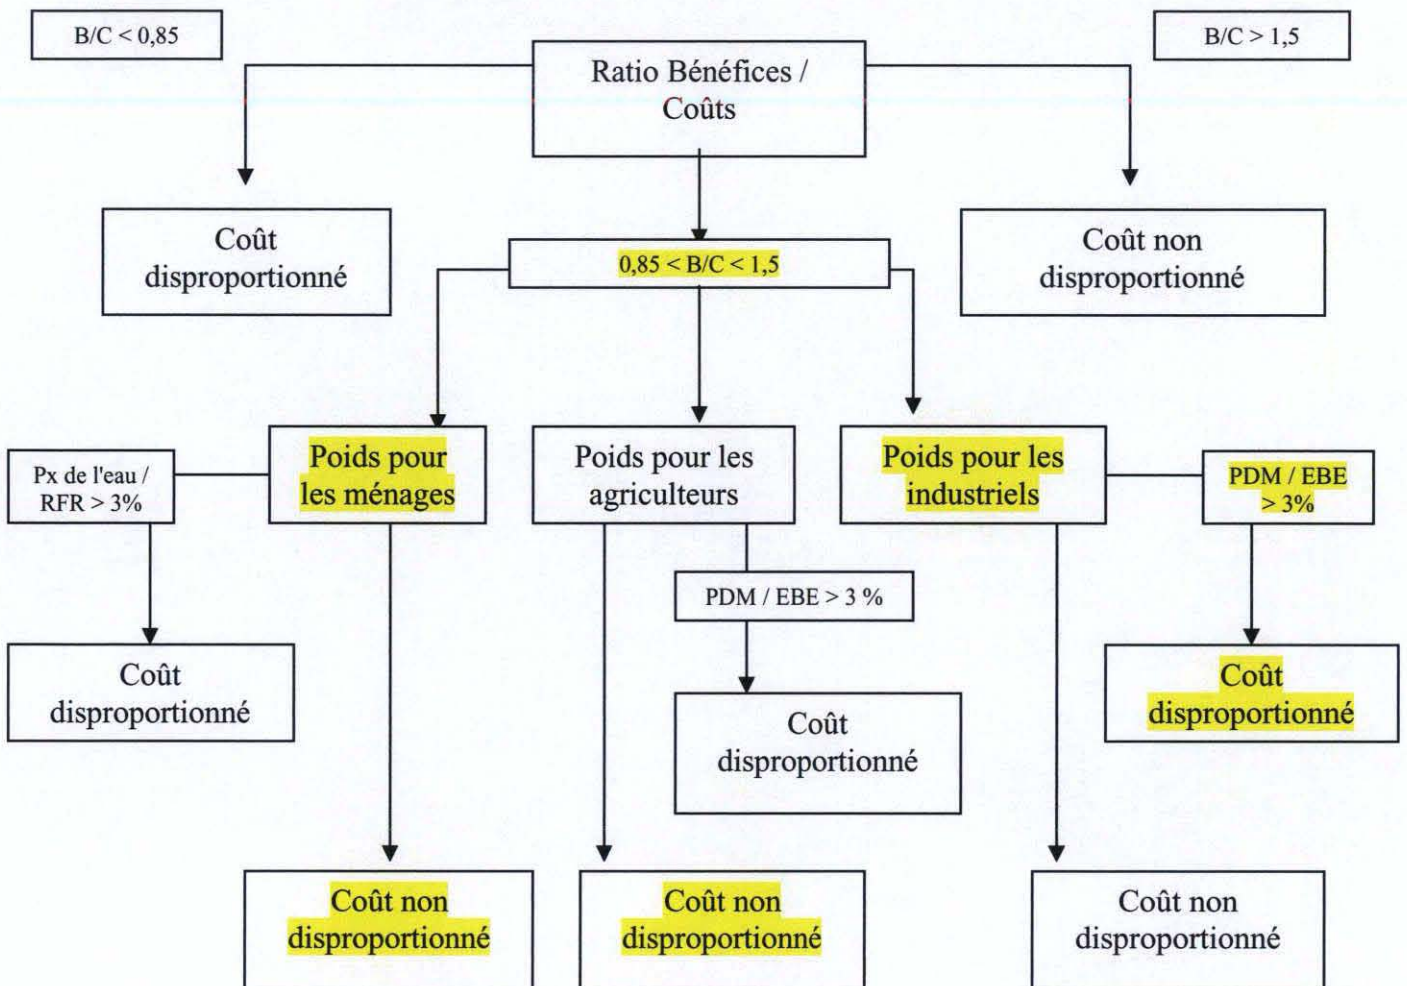 B/C < 0,85
B/C > 1,5
Ratio Bénéfices /
Coûts
Coût
disproportionné
Coût non
disproportionné
0,85 < B/C < 1,5
Px de l'eau /
RFR > 3%
Poids pour
les ménages
Poids pour les
agriculteurs
Poids pour les
industriels
PDM / EBE
> 3%
PDM / EBE > 3 %
Coût
disproportionné
Coût
disproportionné
Coût
disproportionné
Coût non
disproportionné
Coût non
disproportionné
Coût non
disproportionné